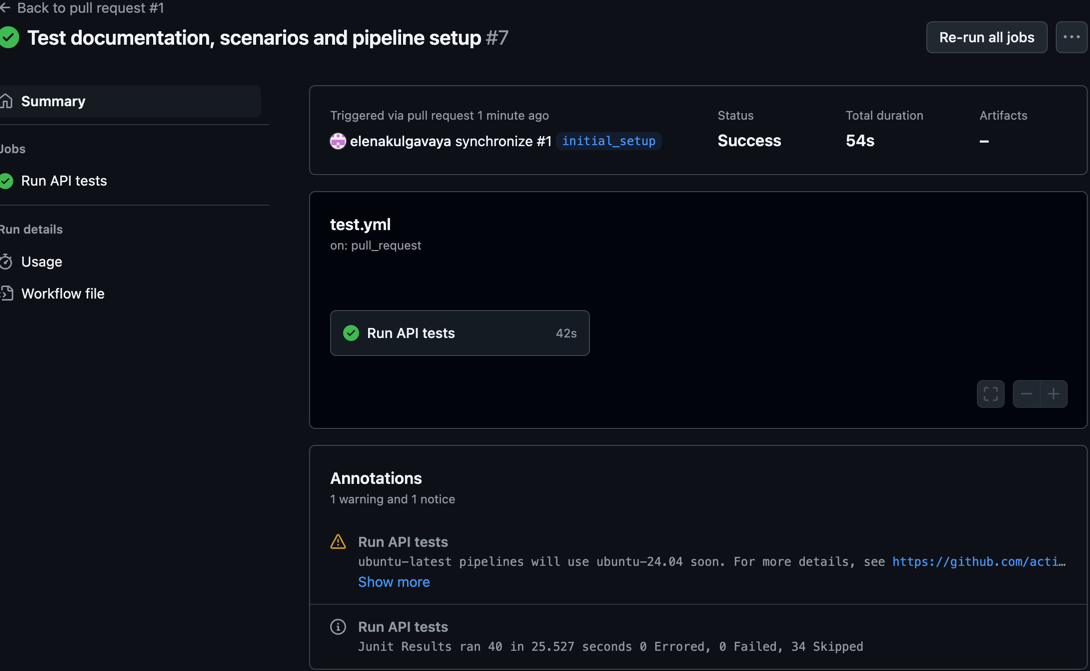 Back to pull request #1
Test documentation, scenarios and pipeline setup #7
Re-run all jobs
Summary
Jobs
Run API tests
Run details
Usage
Workflow file
Triggered via pull request 1 minute ago
elenakulgavaya synchronize #1 initial_setup
Status
Success
Total duration
54s
Artifacts
–
test.yml
on: pull_request
Run API tests 42s
Annotations
1 warning and 1 notice
Run API tests
ubuntu-latest pipelines will use ubuntu-24.04 soon. For more details, see https://github.com/acti…
Show more
Run API tests
Junit Results ran 40 in 25.527 seconds 0 Errored, 0 Failed, 34 Skipped